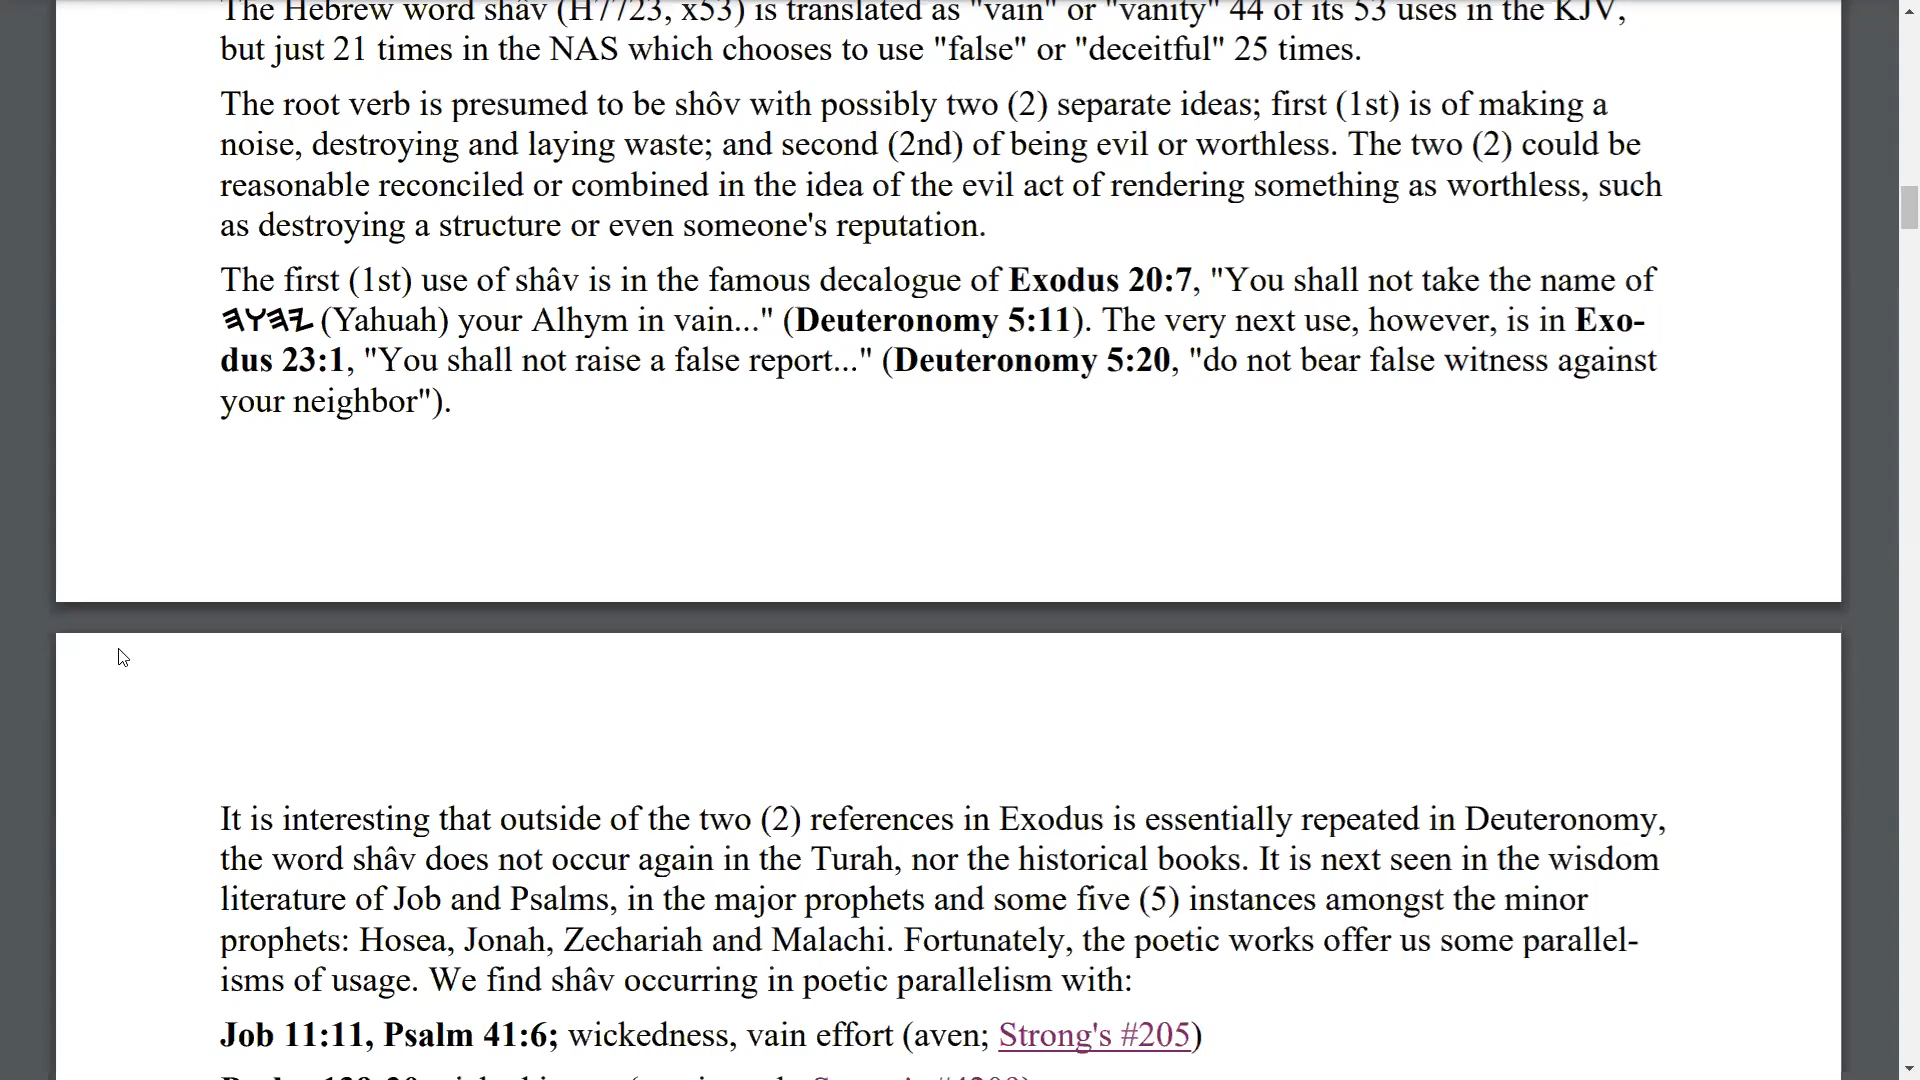 The Hebrew word shâv (H7723, x53) is translated as "vain" or "vanity" 44 of its 53 uses in the KJV,
but just 21 times in the NAS which chooses to use "false" or "deceitful" 25 times.
The root verb is presumed to be shôv with possibly two (2) separate ideas; first (1st) is of making a
noise, destroying and laying waste; and second (2nd) of being evil or worthless. The two (2) could be
reasonable reconciled or combined in the idea of the evil act of rendering something as worthless, such
as destroying a structure or even someone's reputation.
The first (1st) use of shâv is in the famous decalogue of Exodus 20:7, "You shall not take the name of
𐤉𐤄𐤅𐤄 (Yahuah) your Alhym in vain..." (Deuteronomy 5:11). The very next use, however, is in Exo-
dus 23:1, "You shall not raise a false report..." (Deuteronomy 5:20, "do not bear false witness against
your neighbor").
It is interesting that outside of the two (2) references in Exodus is essentially repeated in Deuteronomy,
the word shâv does not occur again in the Turah, nor the historical books. It is next seen in the wisdom
literature of Job and Psalms, in the major prophets and some five (5) instances amongst the minor
prophets: Hosea, Jonah, Zechariah and Malachi. Fortunately, the poetic works offer us some parallel-
isms of usage. We find shâv occurring in poetic parallelism with:
Job 11:11, Psalm 41:6; wickedness, vain effort (aven; Strong's #205)